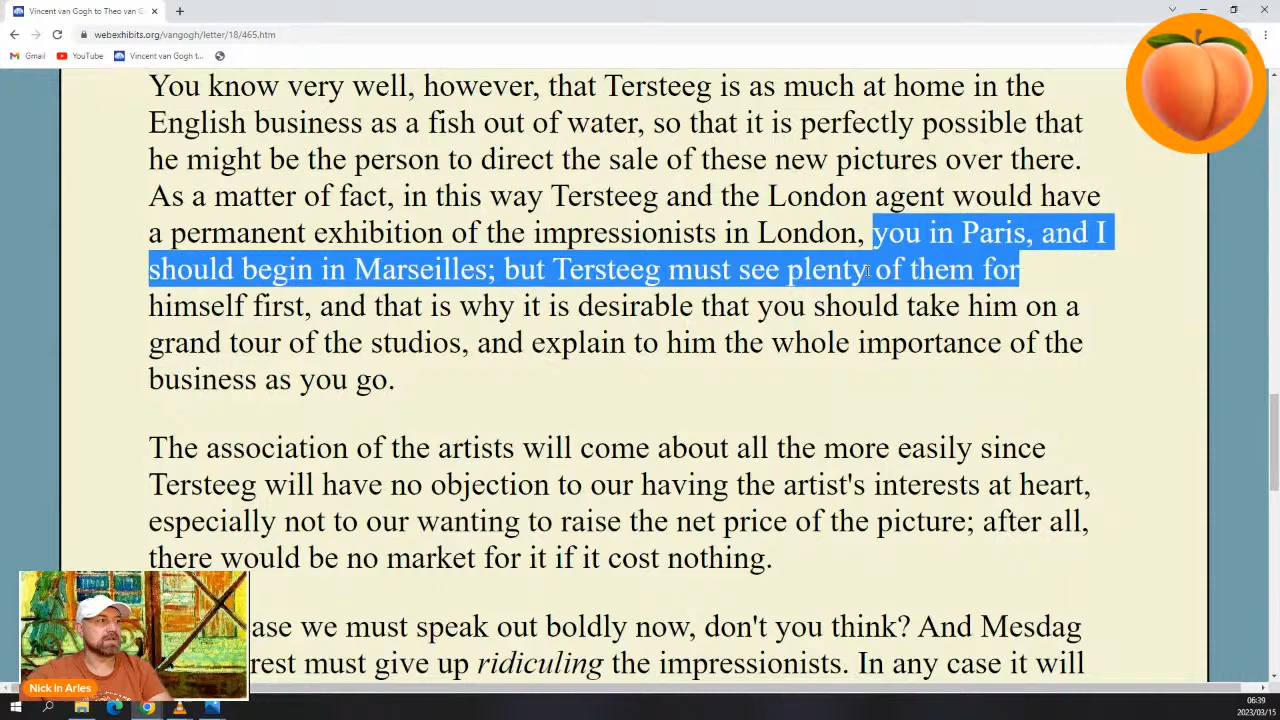 Vincent van Gogh to Theo van G
webexhibits.org/vangogh/letter/18/465.htm
Gmail
YouTube
Vincent van Gogh t...
You know very well, however, that Tersteeg is as much at home in the
English business as a fish out of water, so that it is perfectly possible that
he might be the person to direct the sale of these new pictures over there.
As a matter of fact, in this way Tersteeg and the London agent would have
a permanent exhibition of the impressionists in London, you in Paris, and I
should begin in Marseilles; but Tersteeg must see plenty of them for
himself first, and that is why it is desirable that you should take him on a
grand tour of the studios, and explain to him the whole importance of the
business as you go.
The association of the artists will come about all the more easily since
Tersteeg will have no objection to our having the artist's interests at heart,
especially not to our wanting to raise the net price of the picture; after all,
there would be no market for it if it cost nothing.
ase we must speak out boldly now, don't you think? And Mesdag
rest must give up ridiculing the impressionists. In any case it will
Nick in Arles
06:39
2023/03/15